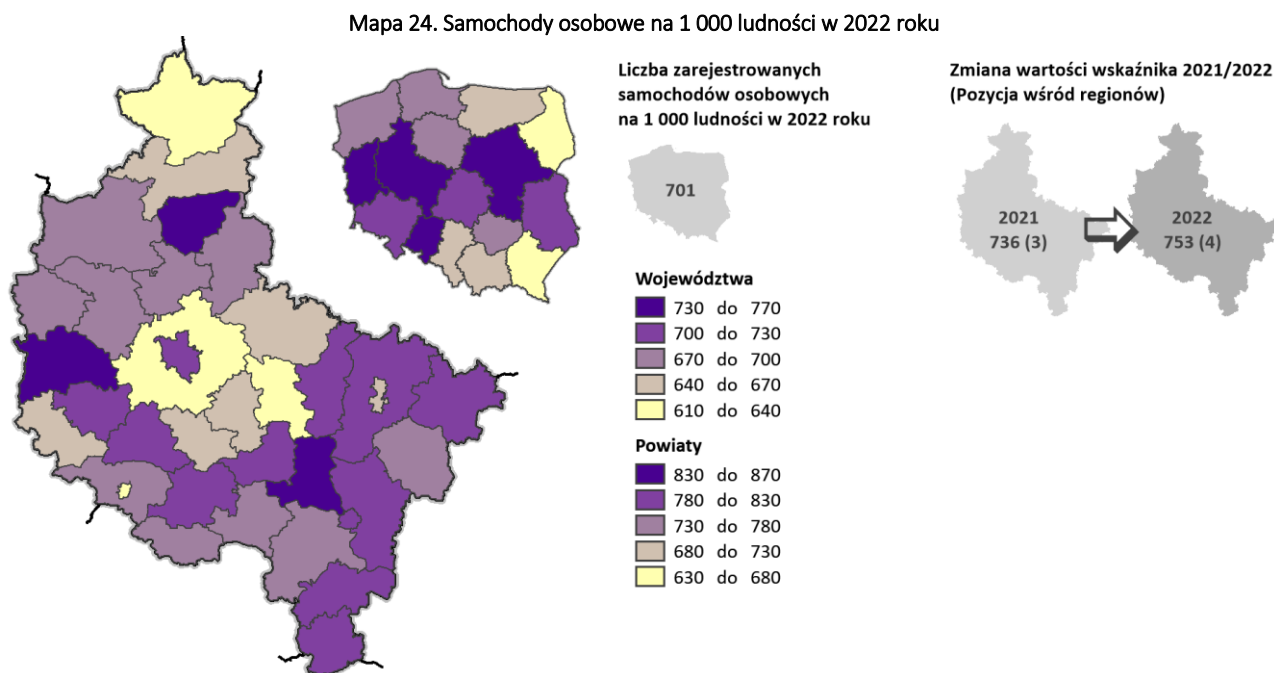 Mapa 24. Samochody osobowe na 1 000 ludności w 2022 roku
Liczba zarejestrowanych
samochodów osobowych
na 1 000 ludności w 2022 roku
701
Zmiana wartości wskaźnika 2021/2022
(Pozycja wśród regionów)
2021
736 (3)
2022
753 (4)
Województwa
730 do 770
700 do 730
670 do 700
640 do 670
610 do 640
Powiaty
830 do 870
780 do 830
730 do 780
680 do 730
630 do 680